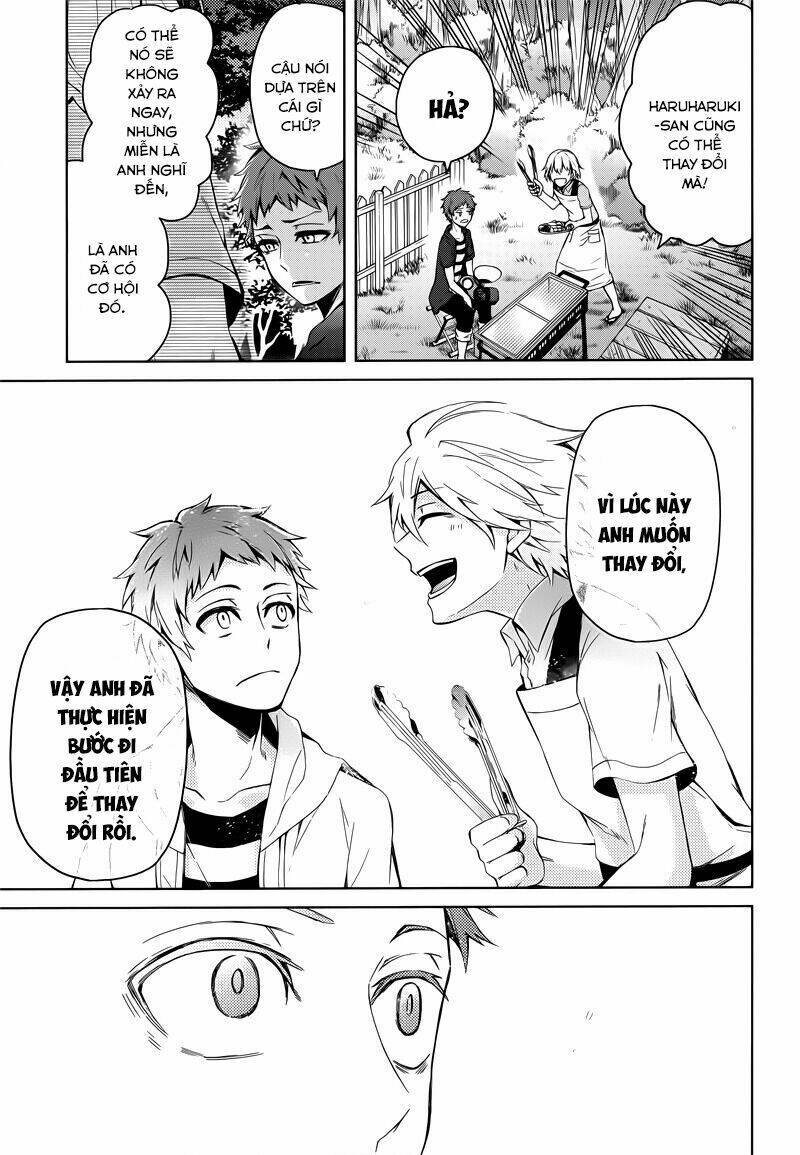 HARUHARUKI
-SAN CŨNG
CÓ THỂ
THAY ĐỔI
MÀ!
HẢ?
CẬU NÓI
DỰA TRÊN
CÁI GÌ
CHỨ?
CÓ THỂ
NÓ SẼ
KHÔNG
XẢY RA
NGAY,
NHƯNG
MIỄN LÀ
ANH NGHĨ
ĐẾN,
LÀ ANH
ĐÃ CÓ
CƠ HỘI
ĐÓ.
VÌ LÚC NÀY
ANH MUỐN
THAY ĐỔI,
VẬY ANH ĐÃ
THỰC HIỆN
BƯỚC ĐI
ĐẦU TIÊN
ĐỂ THAY
ĐỔI RỒI.